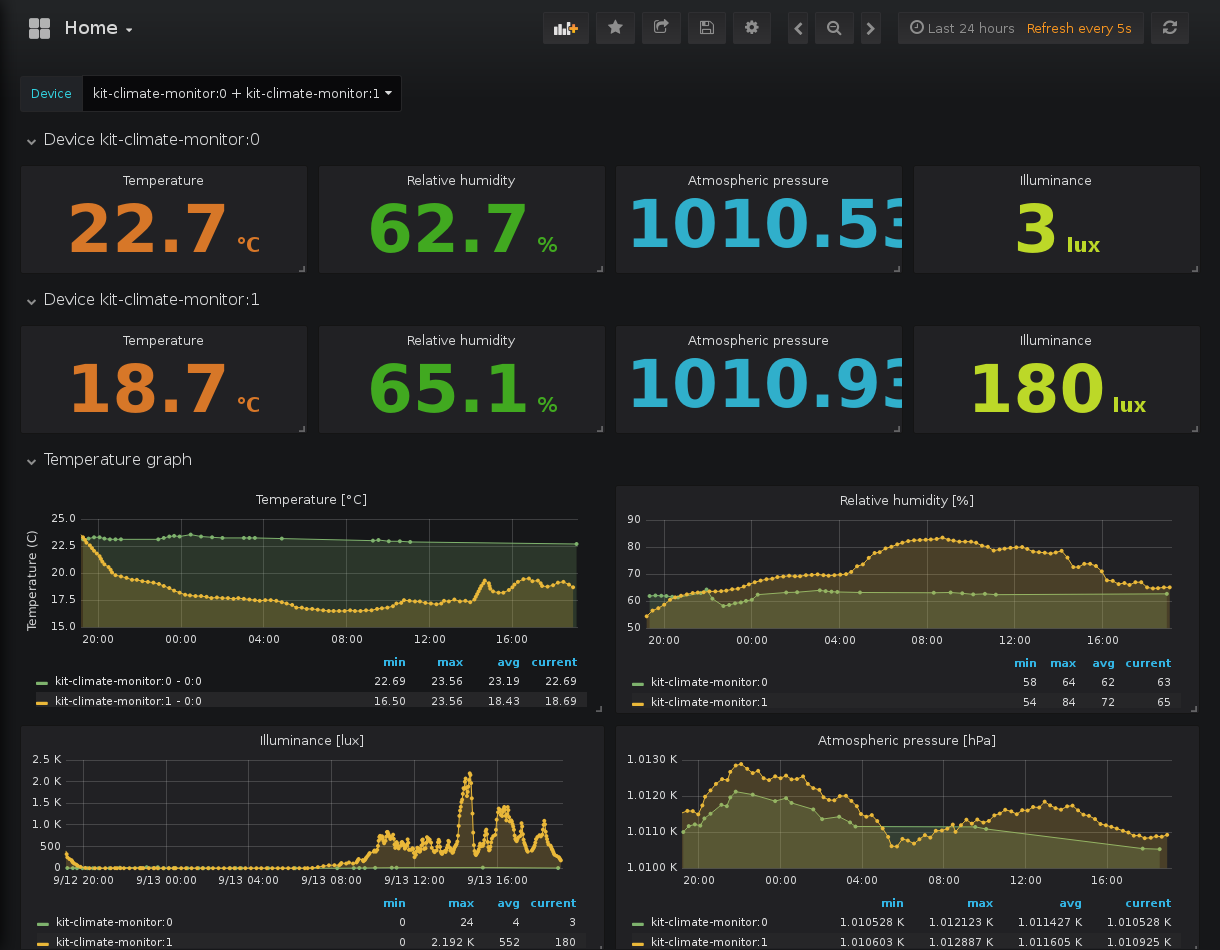 Home
Last 24 hours Refresh every 5s
Device kit-climate-monitor:0 + kit-climate-monitor:1
Device kit-climate-monitor:0
Temperature Relative humidity Atmospheric pressure Illuminance
22.7 °C 62.7 % 1010.53 3 lux
Device kit-climate-monitor:1
Temperature Relative humidity Atmospheric pressure Illuminance
18.7 °C 65.1 % 1010.93 180 lux
Temperature graph
Temperature [°C]
Temperature (C)
25.0
22.5
20.0
17.5
15.0
20:00 00:00 04:00 08:00 12:00 16:00
min max avg current
kit-climate-monitor:0 - 0:0 22.69 23.56 23.19 22.69
kit-climate-monitor:1 - 0:0 16.50 23.56 18.43 18.69
Relative humidity [%]
90
80
70
60
50
20:00 00:00 04:00 08:00 12:00 16:00
min max avg current
kit-climate-monitor:0 58 64 62 63
kit-climate-monitor:1 54 84 72 65
Illuminance [lux]
2.5 K
2.0 K
1.5 K
1.0 K
500
0
9/12 20:00 9/13 00:00 9/13 04:00 9/13 08:00 9/13 12:00 9/13 16:00
min max avg current
kit-climate-monitor:0 0 24 4 3
kit-climate-monitor:1 0 2.192 K 552 180
Atmospheric pressure [hPa]
1.0130 K
1.0120 K
1.0110 K
1.0100 K
20:00 00:00 04:00 08:00 12:00 16:00
min max avg current
kit-climate-monitor:0 1.010528 K 1.012123 K 1.011427 K 1.010528 K
kit-climate-monitor:1 1.010603 K 1.012887 K 1.011605 K 1.010925 K